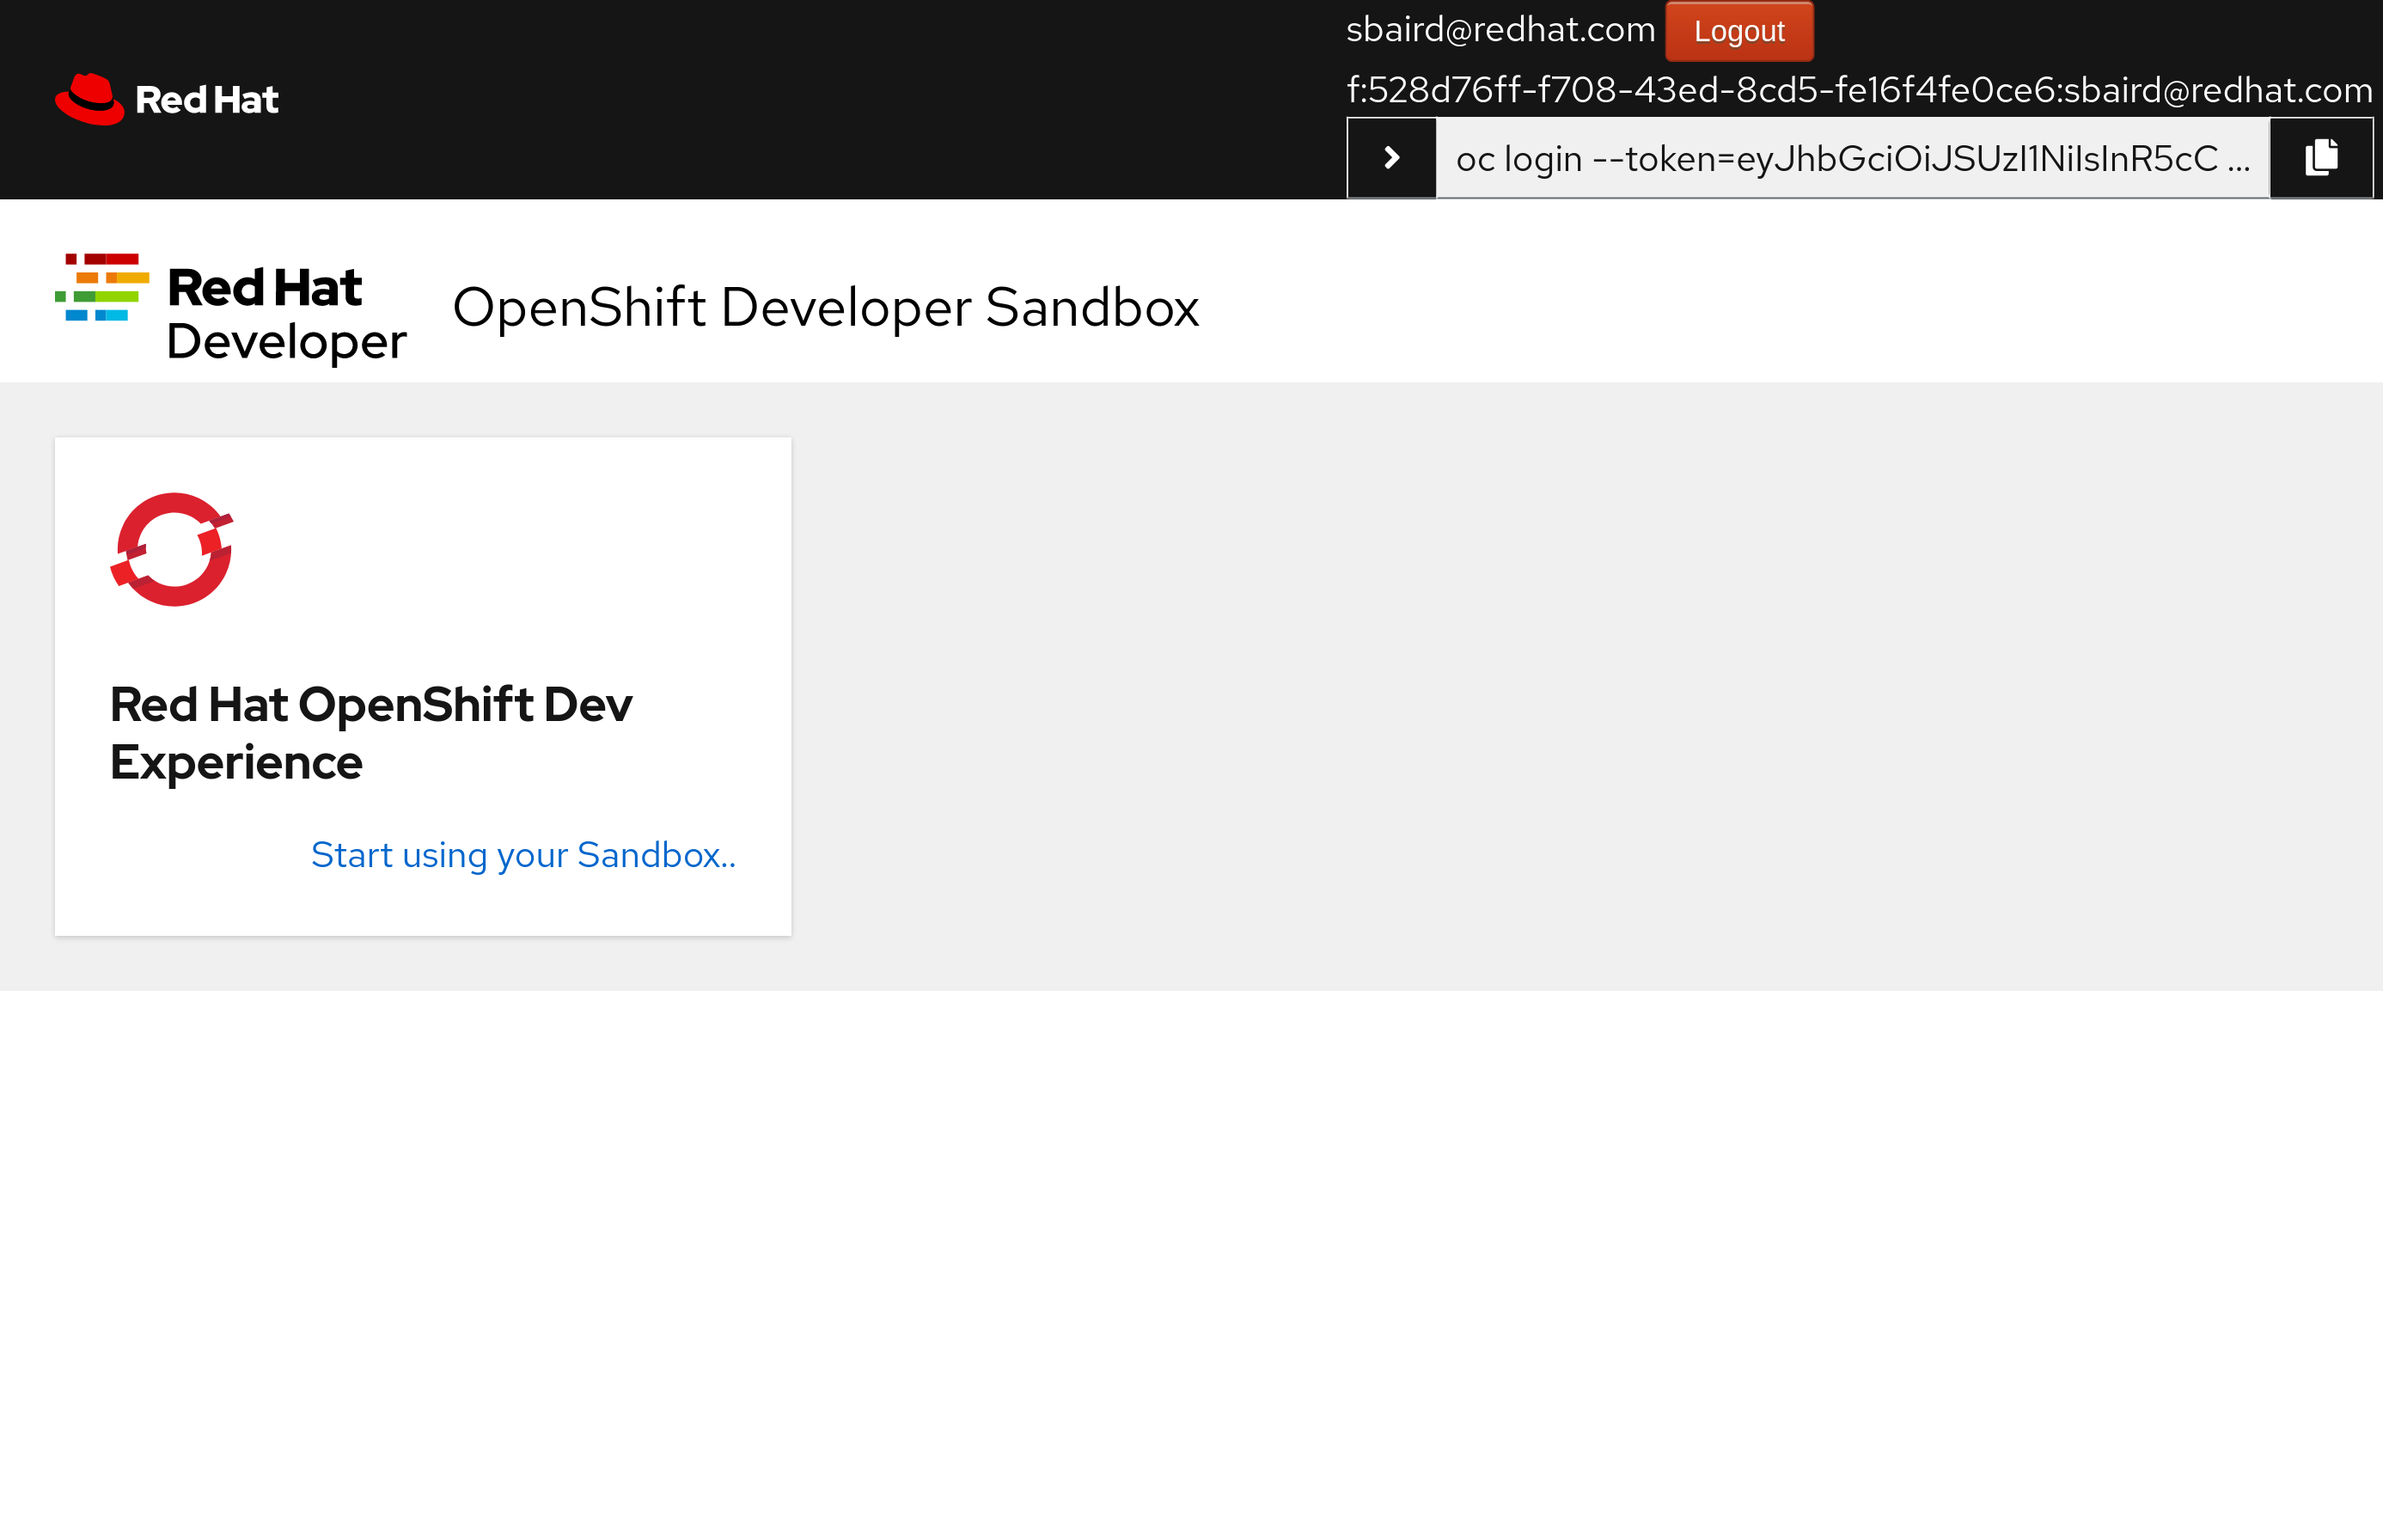 sbaird@redhat.com Logout
Red Hat
f:528d76ff-f708-43ed-8cd5-fe16f4fe0ce6:sbaird@redhat.com
oc login --token=eyJhbGciOiJSUzI1NiIsInR5cC ...
Red Hat
Developer
OpenShift Developer Sandbox
Red Hat OpenShift Dev
Experience
Start using your Sandbox..